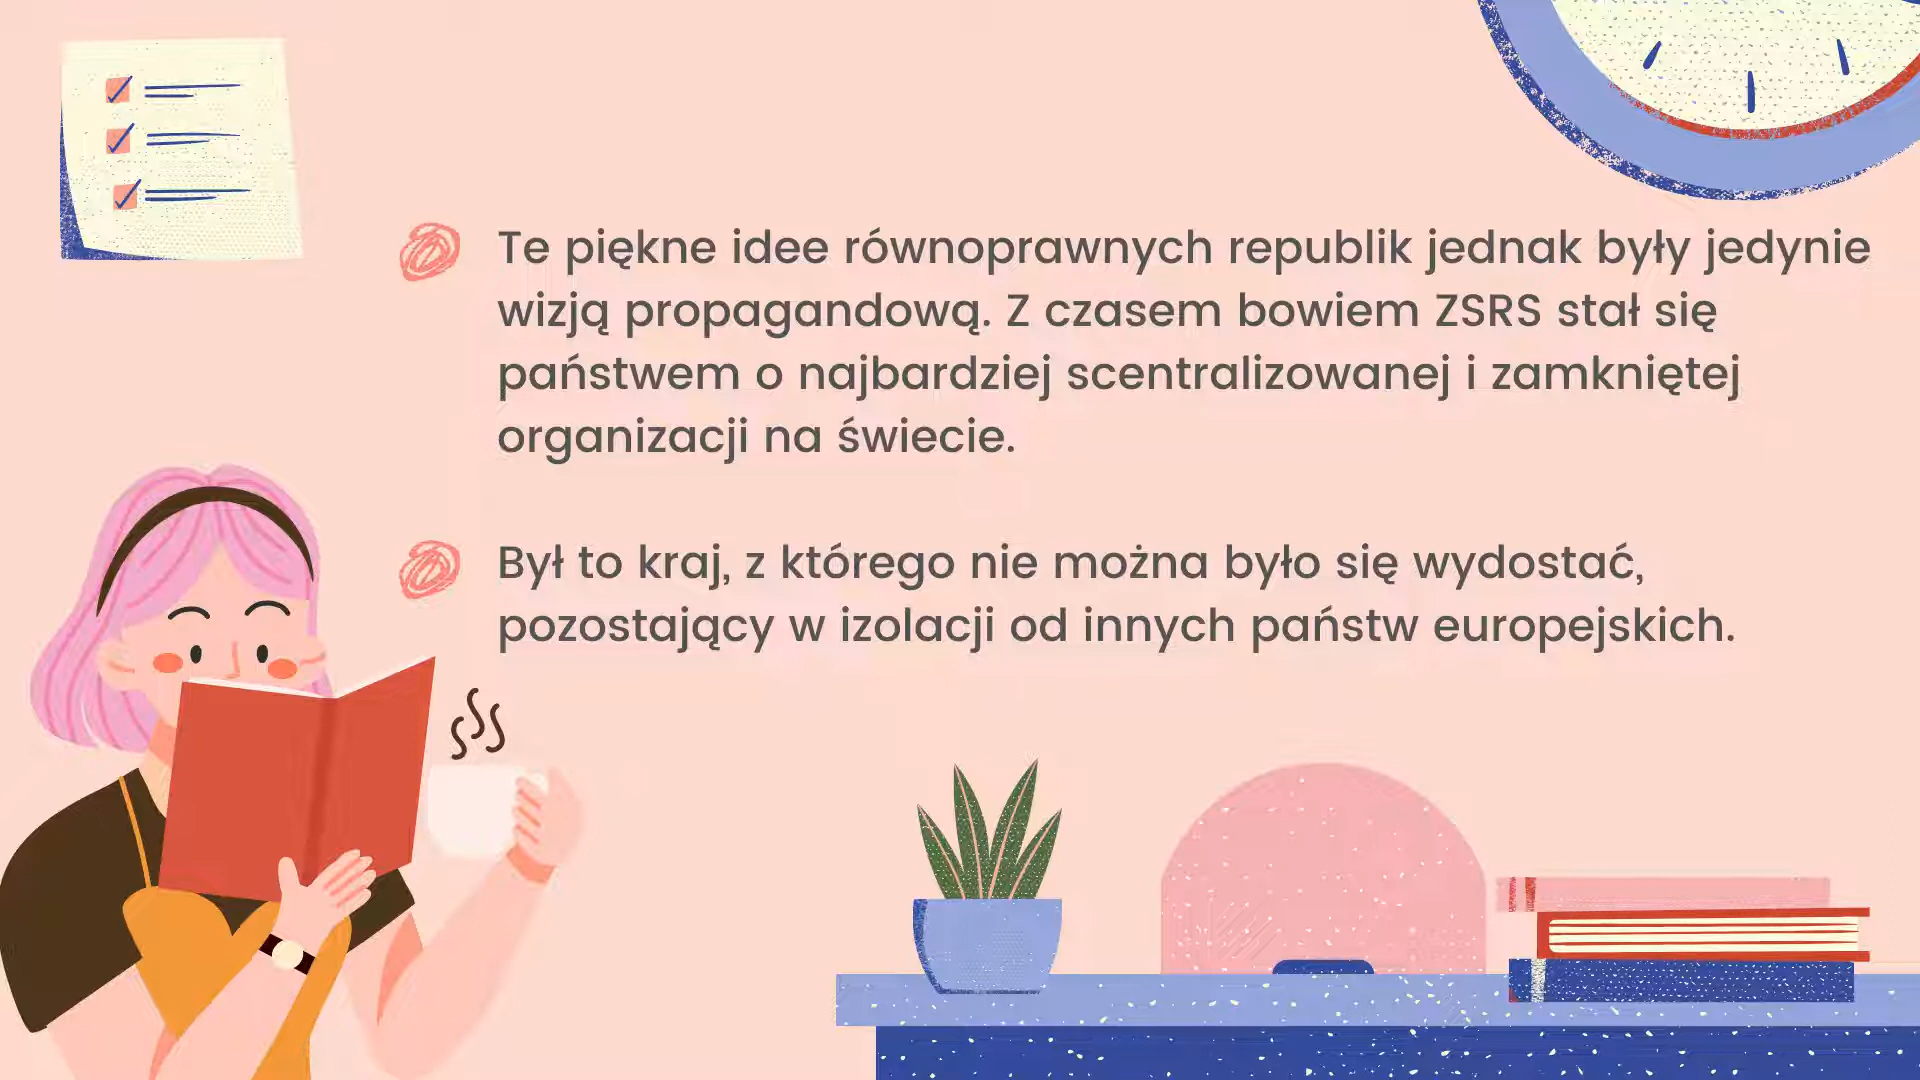 Te piękne idee równoprawnych republik jednak były jedynie
wizją propagandową. Z czasem bowiem ZSRS stał się
państwem o najbardziej scentralizowanej i zamkniętej
organizacji na świecie.
Był to kraj, z którego nie można było się wydostać,
pozostający w izolacji od innych państw europejskich.